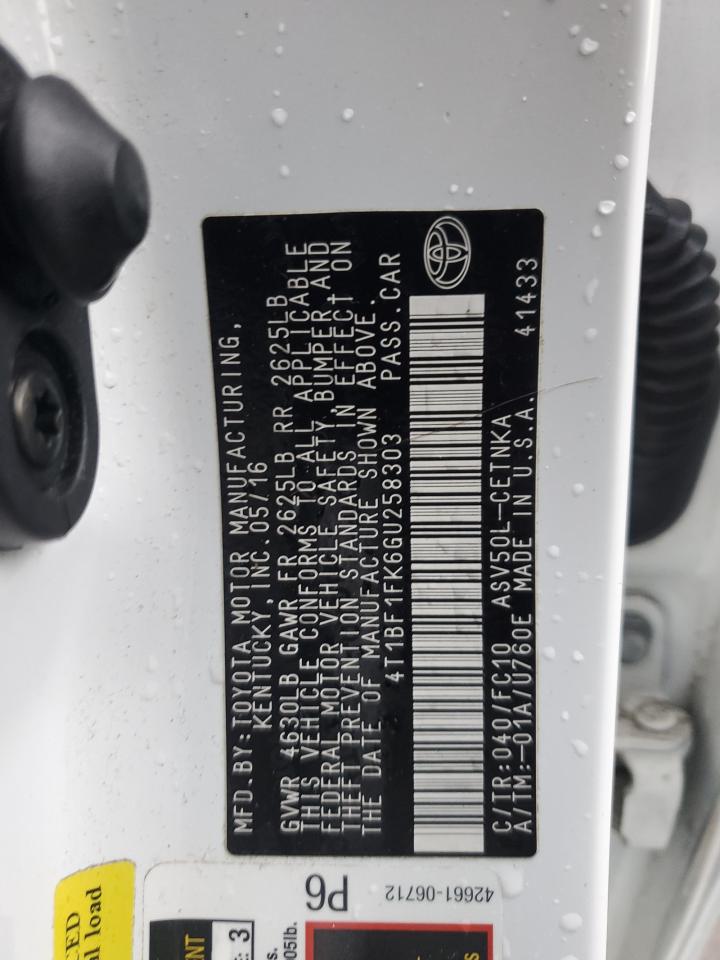 MFD.BY:TOYOTA MOTOR MANUFACTURING,
KENTUCKY, INC.05/16
GVWR 4630LB GAWR FR 2625LB RR 2625LB
THIS VEHICLE CONFORMS TO ALL APPLICABLE
FEDERAL MOTOR VEHICLE SAFETY, BUMPER, AND
THEFT PREVENTION STANDARDS IN EFFECT ON
THE DATE OF MANUFACTURE SHOWN ABOVE.
4T1BF1FK6GU258303 PASS.CAR
C/TR:040/FC10 ASV50L-CETNKA 41433
A/TM:-01A/U760E MADE IN U.S.A.
P6
42661-06712
3